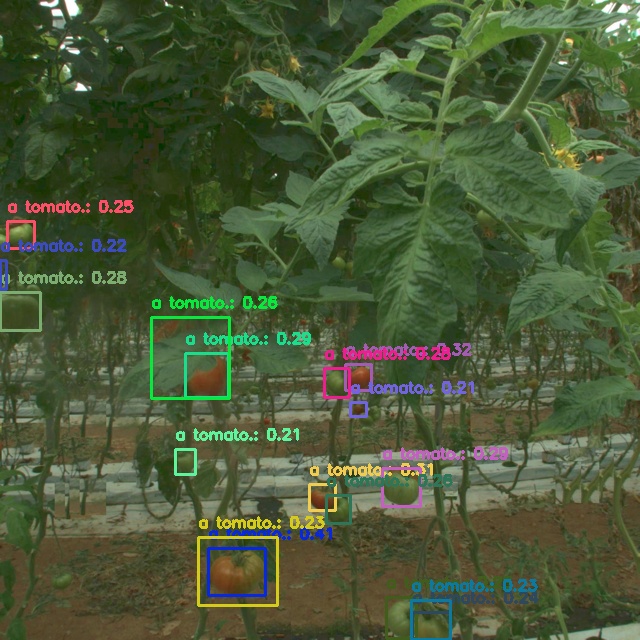 a tomato.: 0.25
a tomato.: 0.22
a tomato.: 0.28
a tomato.: 0.26
a tomato.: 0.29
a tomato.: 0.21
a tomato.: 0.21
a tomato.: 0.31
a tomato.: 0.29
a tomato.: 0.23
0.41
a tomato.: 0.23